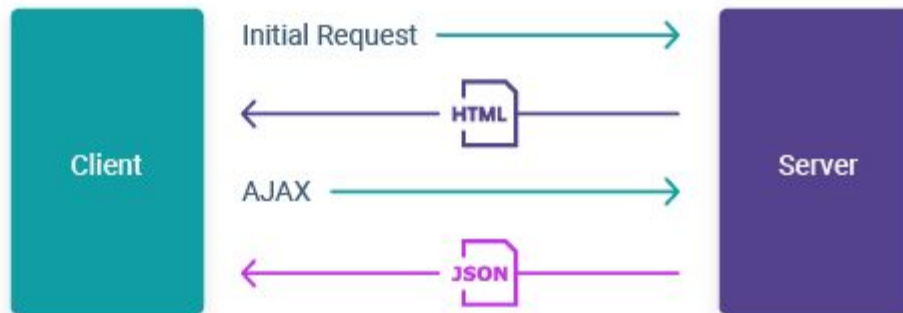 Initial Request
HTML
Client
Server
AJAX
JSON